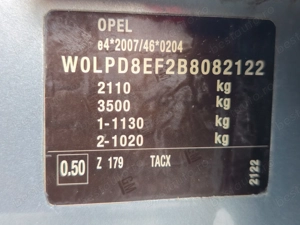 OPEL
e4*2007/46*0204
W0LPD8EF2B8082122
2110 kg
3500 kg
1-1130 kg
2-1020 kg
0.50 Z 179 TACX
2122